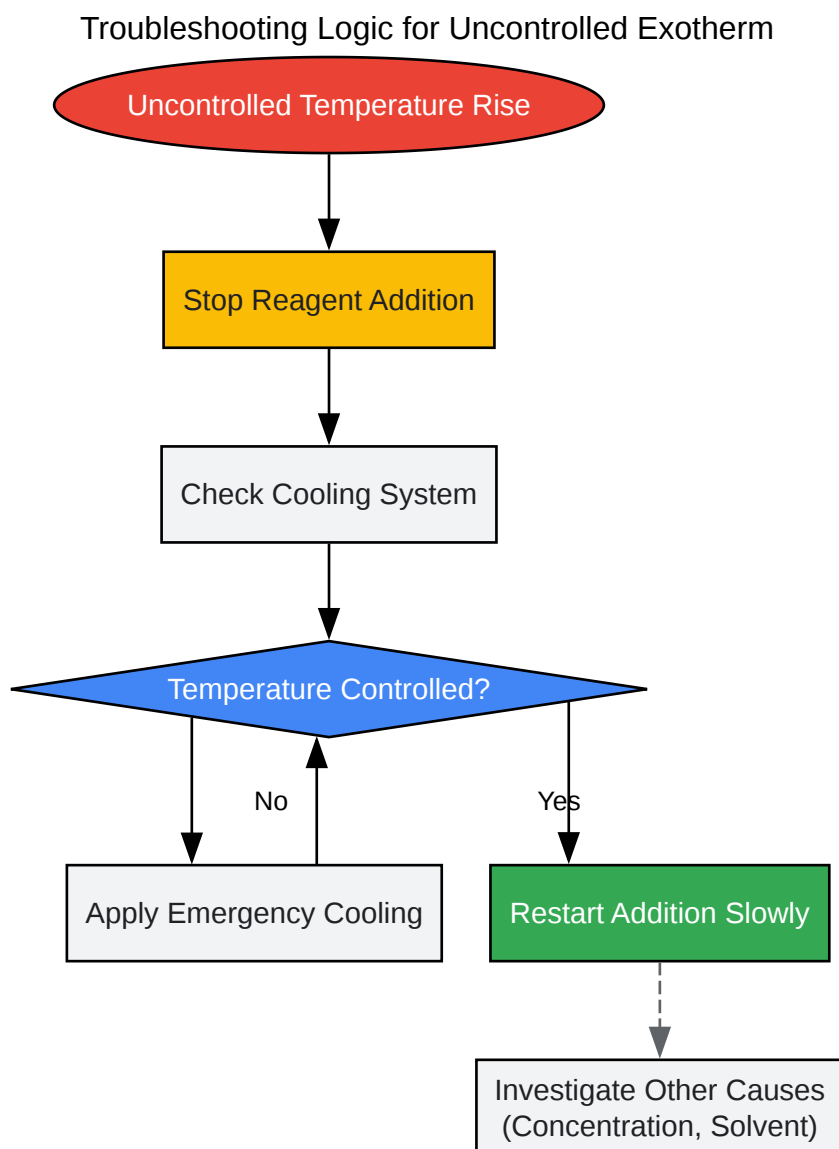 Troubleshooting Logic for Uncontrolled Exotherm
Uncontrolled Temperature Rise
Stop Reagent Addition
Check Cooling System
Temperature Controlled?
No
Yes
Apply Emergency Cooling
Restart Addition Slowly
Investigate Other Causes
(Concentration, Solvent)